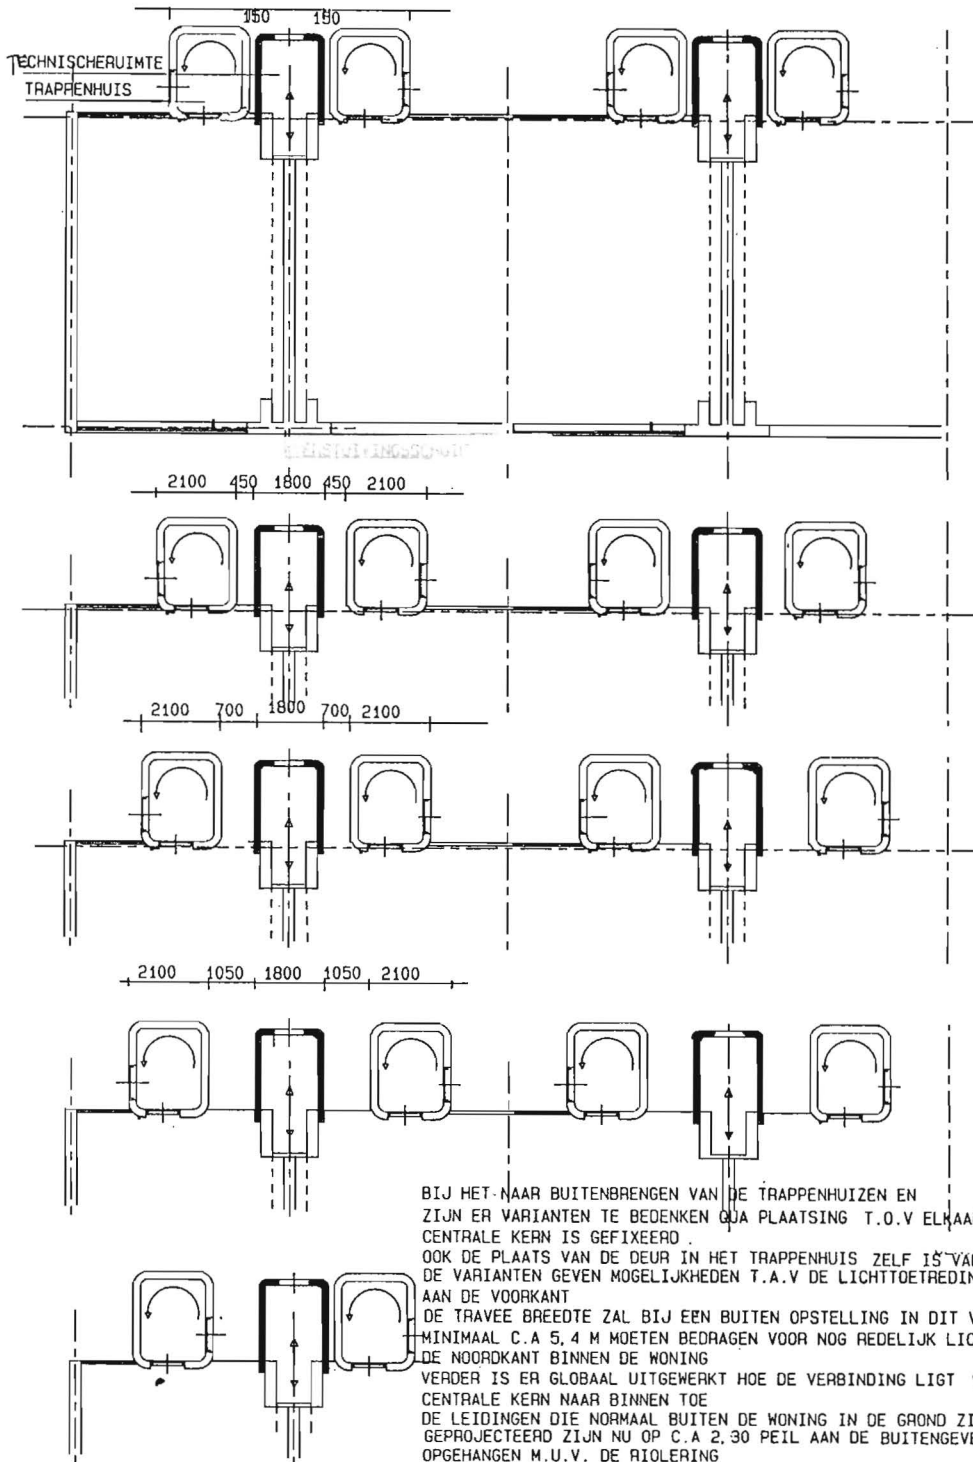 150 150
TECHNISCHERUIMTE
TRAPPENHUIS
2100 450 1800 450 2100
2100 700 1800 700 2100
2100 1050 1800 1050 2100
BIJ HET NAAR BUITENBRENGEN VAN DE TRAPPENHUIZEN EN
ZIJN ER VARIANTEN TE BEDENKEN QUA PLAATSING T.O.V ELKAA
CENTRALE KERN IS GEFIXEERD .
OOK DE PLAATS VAN DE DEUR IN HET TRAPPENHUIS ZELF IS VA
DE VARIANTEN GEVEN MOGELIJKHEDEN T.A.V DE LICHTTOETREDIN
AAN DE VOORKANT
DE TRAVEE BREEDTE ZAL BIJ EEN BUITEN OPSTELLING IN DIT V
MINIMAAL C.A 5,4 M MOETEN BEDRAGEN VOOR NOG REDELIJK LIC
DE NOORDKANT BINNEN DE WONING
VERDER IS ER GLOBAAL UITGEWERKT HOE DE VERBINDING LIGT
CENTRALE KERN NAAR BINNEN TOE
DE LEIDINGEN DIE NORMAAL BUITEN DE WONING IN DE GROND ZI
GEPROJECTEERD ZIJN NU OP C.A 2,30 PEIL AAN DE BUITENGEVE
OPGEHANGEN M.U.V. DE RIOLERING